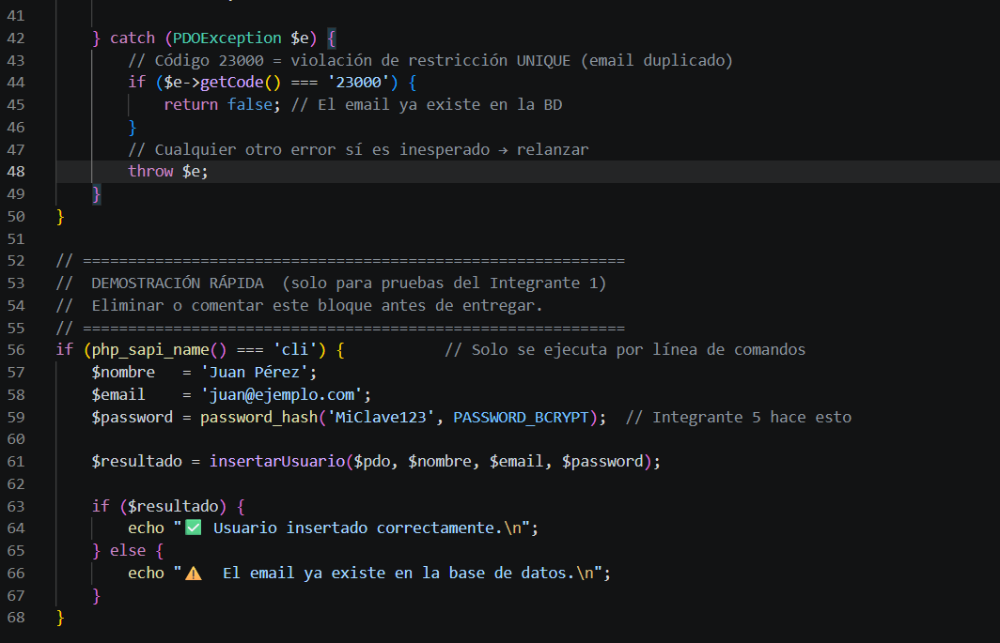 41
42 } catch (PDOException $e) {
43 // Código 23000 = violación de restricción UNIQUE (email duplicado)
44 if ($e->getCode() === '23000') {
45 return false; // El email ya existe en la BD
46 }
47 // Cualquier otro error sí es inesperado → relanzar
48 throw $e;
49 }
50 }
51
52 // ============================================================
53 // DEMOSTRACIÓN RÁPIDA (solo para pruebas del Integrante 1)
54 // Eliminar o comentar este bloque antes de entregar.
55 // ============================================================
56 if (php_sapi_name() === 'cli') { // Solo se ejecuta por línea de comandos
57 $nombre = 'Juan Pérez';
58 $email = 'juan@ejemplo.com';
59 $password = password_hash('MiClave123', PASSWORD_BCRYPT); // Integrante 5 hace esto
60
61 $resultado = insertarUsuario($pdo, $nombre, $email, $password);
62
63 if ($resultado) {
64 echo "✅ Usuario insertado correctamente.\n";
65 } else {
66 echo "⚠️ El email ya existe en la base de datos.\n";
67 }
68 }